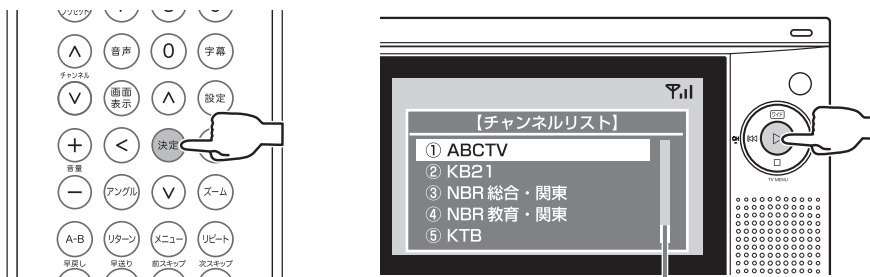 音声
0
字幕
チャンネル
画面
表示
設定
決定
音量
アングル
ズーム
A-B
リターン
メニュー
リピート
早戻し
早送り
前スキップ
次スキップ
【チャンネルリスト】
① ABCTV
② KB21
③ NBR 総合・関東
④ NBR 教育・関東
⑤ KTB
ワイド
TV MENU